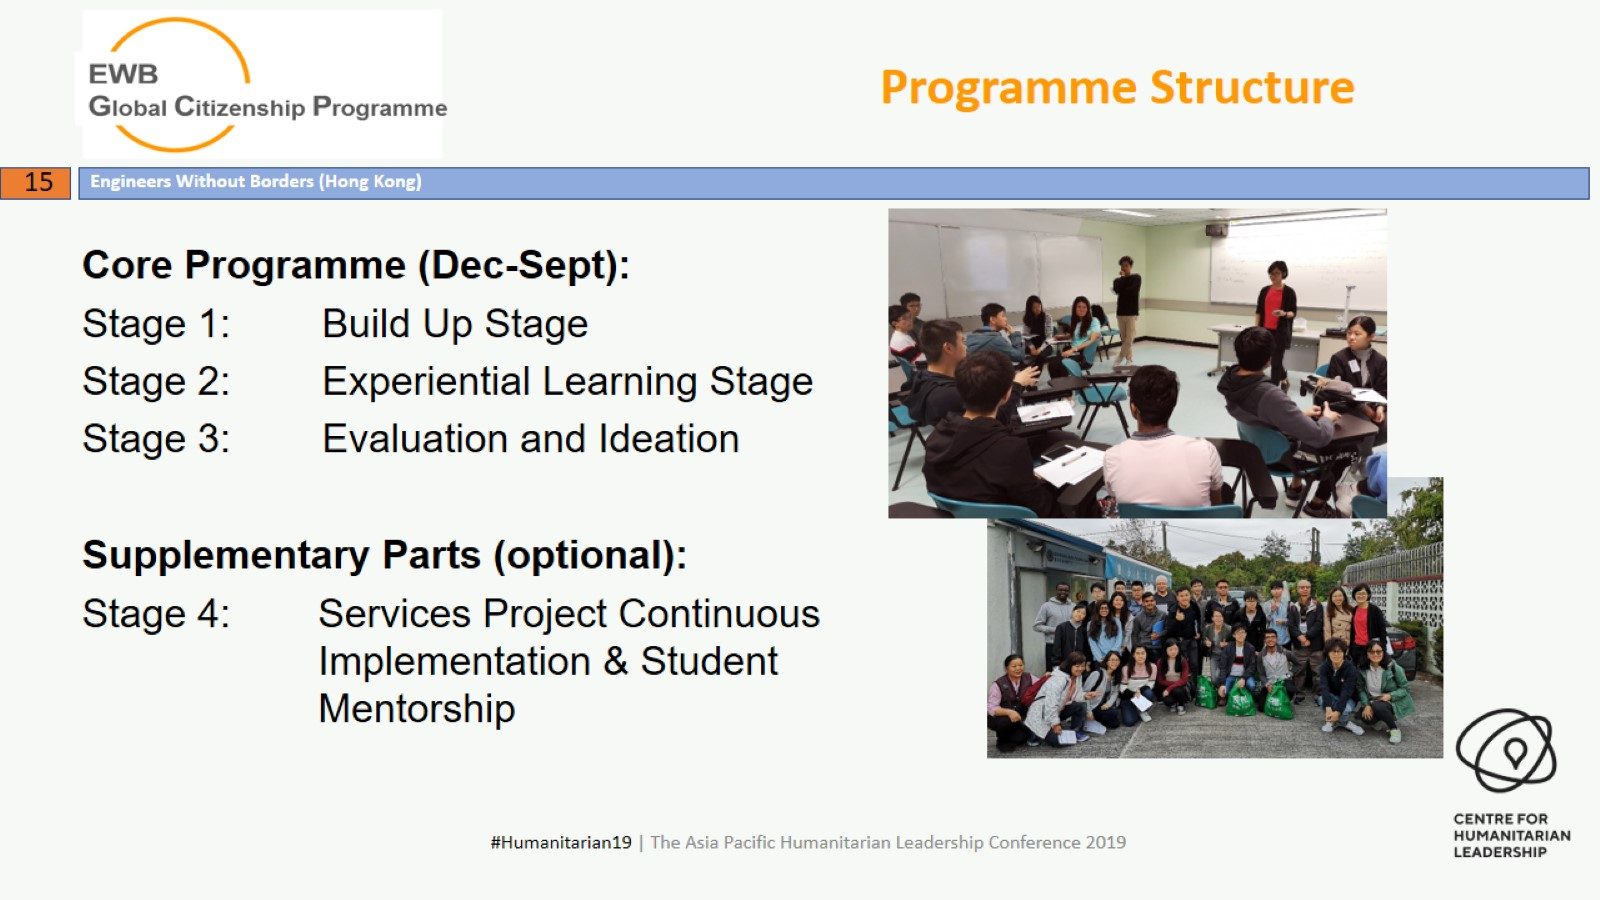 EWB
Global Citizenship Programme
Programme Structure
15
Engineers Without Borders (Hong Kong)
Core Programme (Dec-Sept):
Stage 1: Build Up Stage
Stage 2: Experiential Learning Stage
Stage 3: Evaluation and Ideation
Supplementary Parts (optional):
Stage 4: Services Project Continuous
Implementation & Student
Mentorship
CENTRE FOR
HUMANITARIAN
LEADERSHIP
#Humanitarian19 | The Asia Pacific Humanitarian Leadership Conference 2019